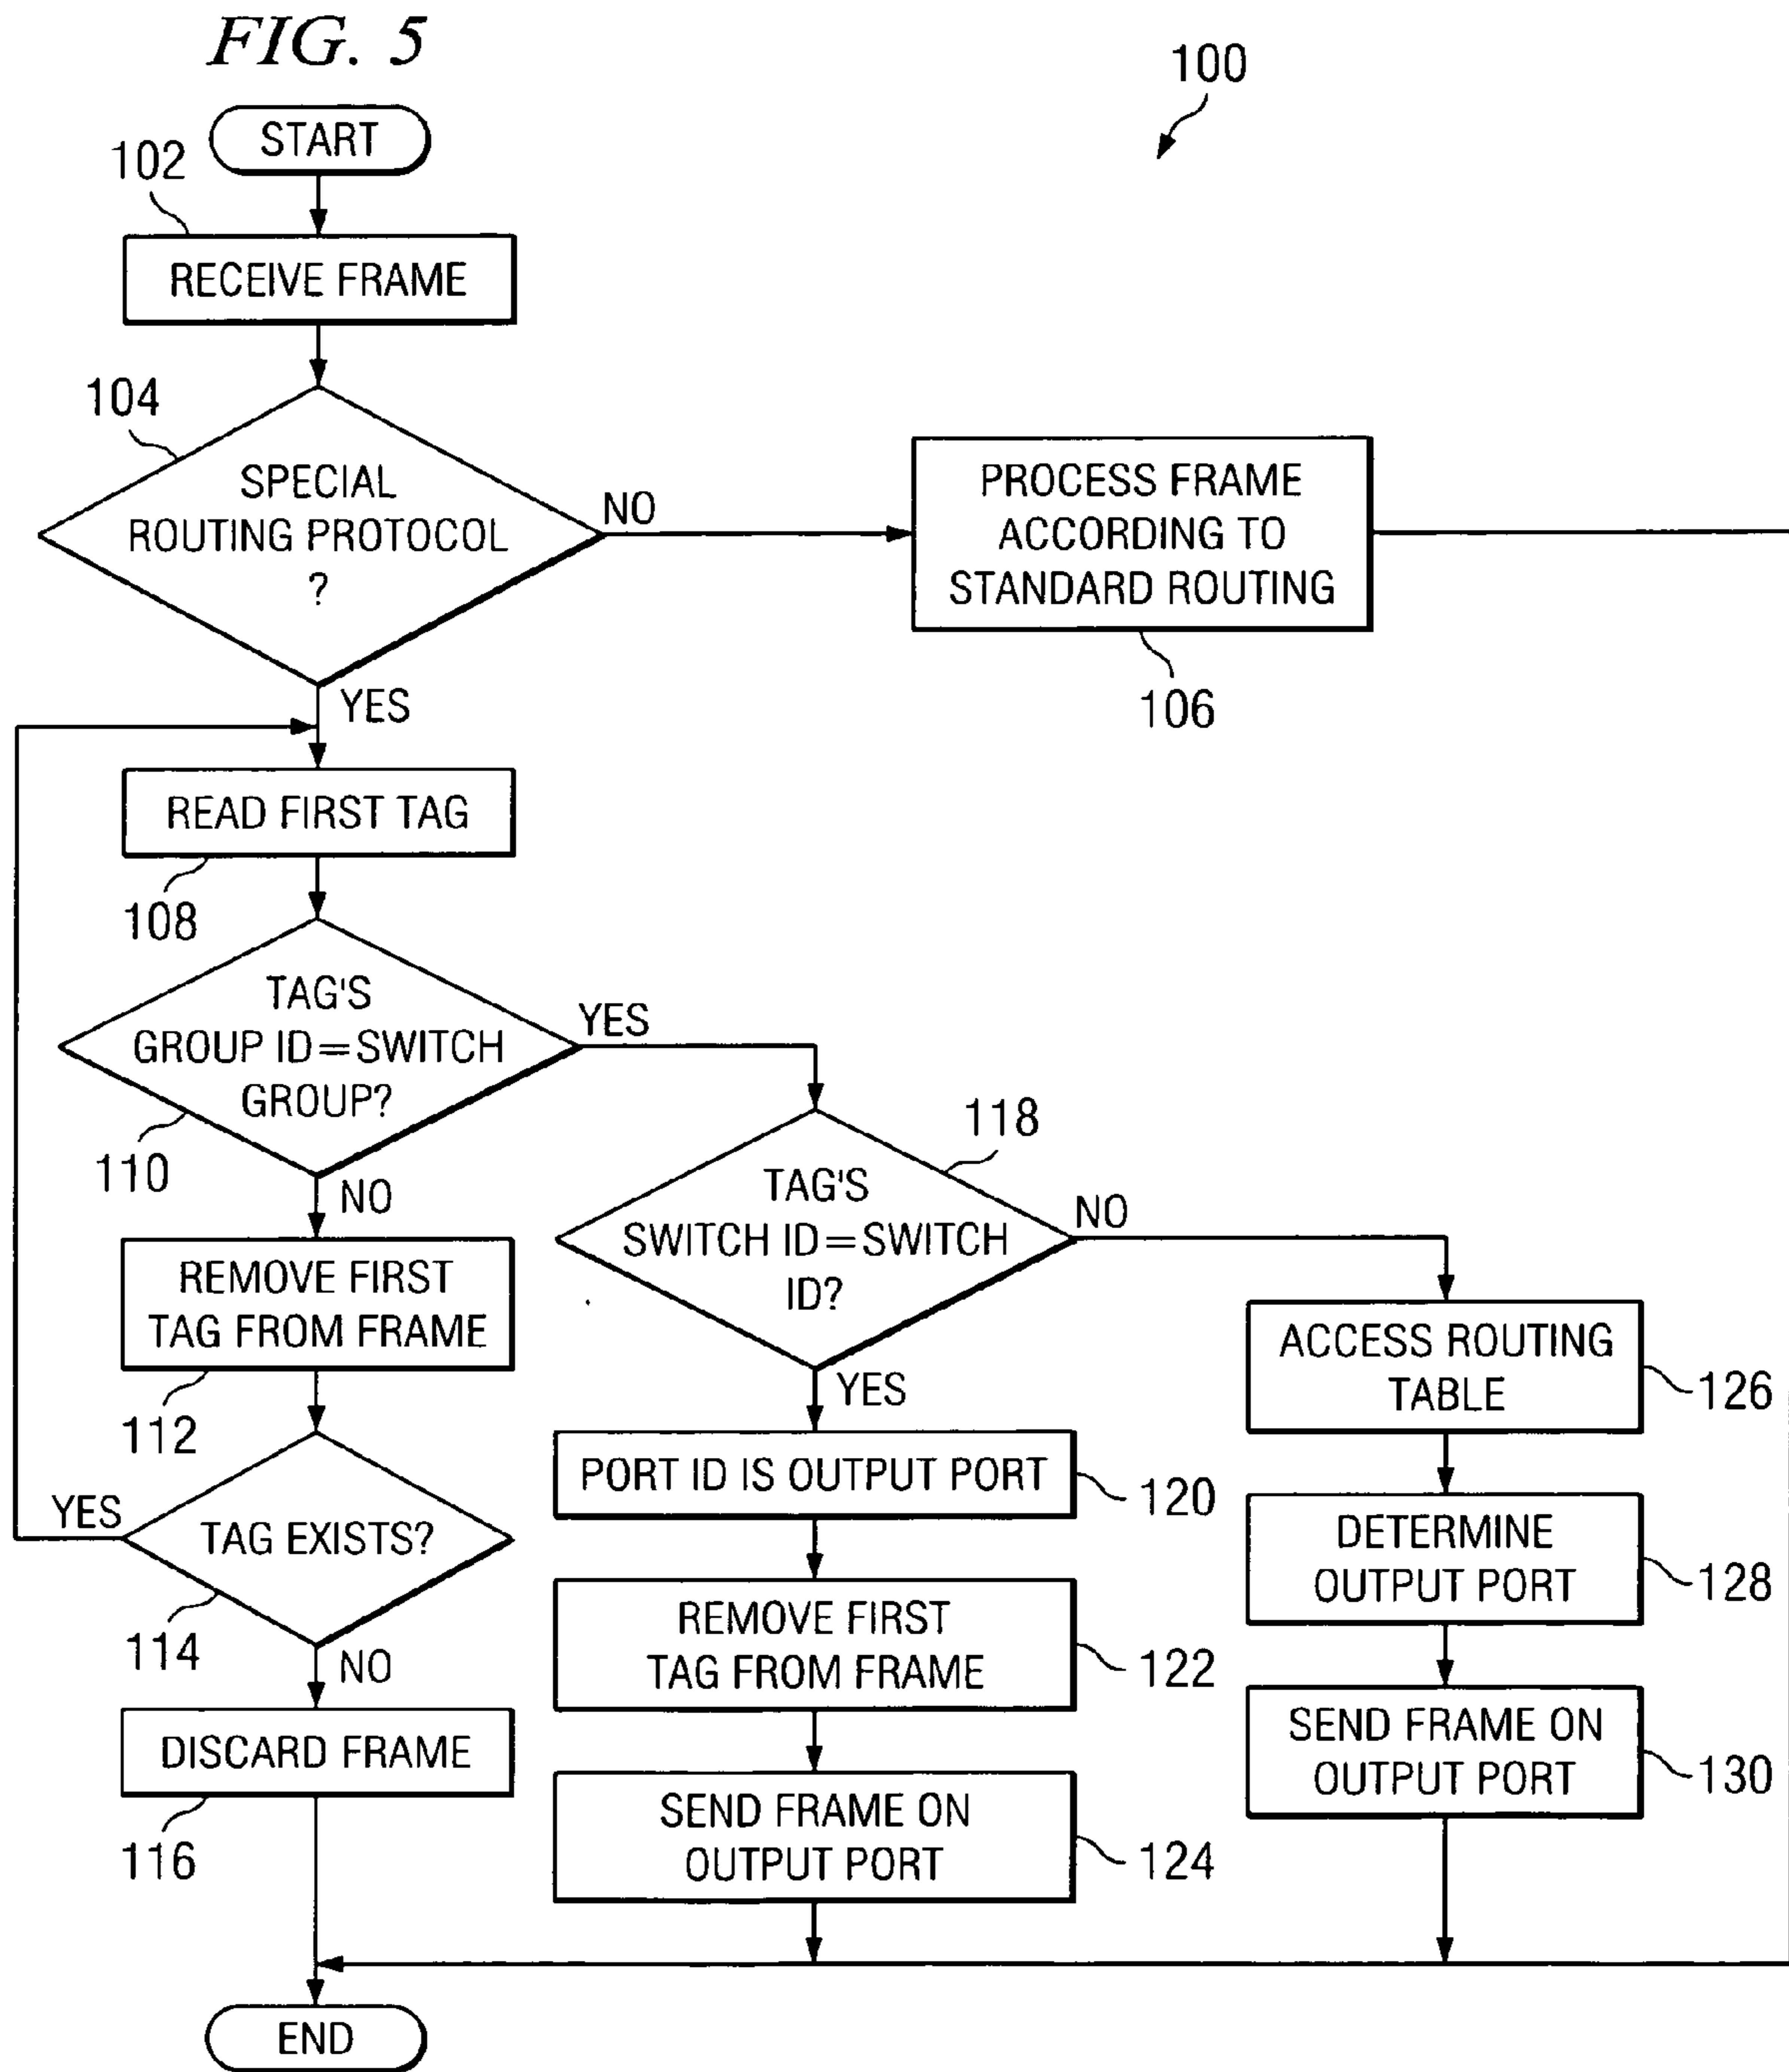 FIG. 5
100
START
102
RECEIVE FRAME
104
SPECIAL
ROUTING PROTOCOL
?
NO
PROCESS FRAME
ACCORDING TO
STANDARD ROUTING
106
YES
READ FIRST TAG
108
TAG'S
GROUP ID=SWITCH
GROUP?
YES
110
NO
118
TAG'S
SWITCH ID=SWITCH
ID?
NO
REMOVE FIRST
TAG FROM FRAME
112
YES
ACCESS ROUTING
TABLE
126
PORT ID IS OUTPUT PORT
120
YES
TAG EXISTS?
114
NO
DETERMINE
OUTPUT PORT
128
REMOVE FIRST
TAG FROM FRAME
122
DISCARD FRAME
116
SEND FRAME ON
OUTPUT PORT
130
SEND FRAME ON
OUTPUT PORT
124
END